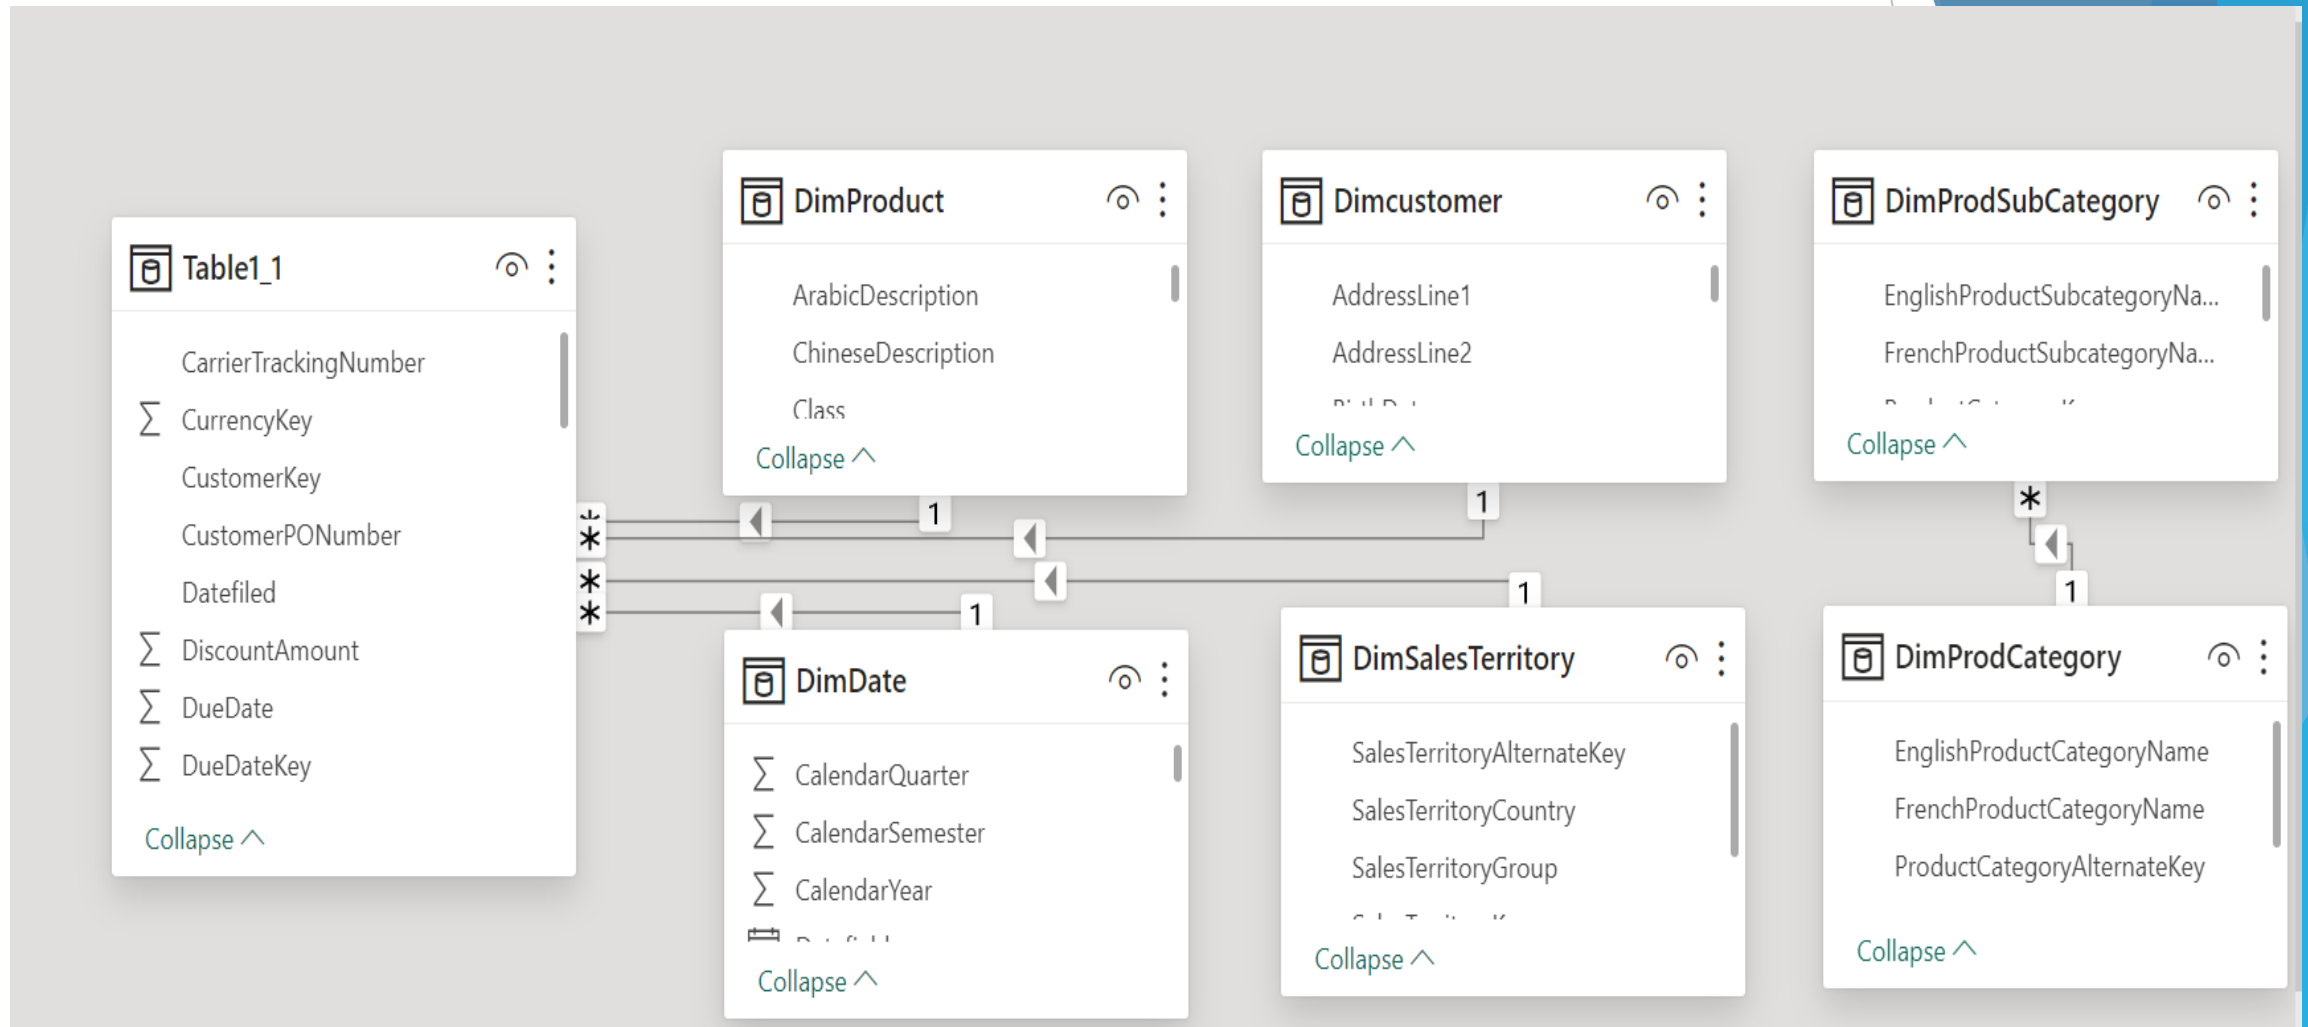 Table1_1
CarrierTrackingNumber
CurrencyKey
CustomerKey
CustomerPONumber
Datefiled
DiscountAmount
DueDate
DueDateKey
Collapse
DimProduct
ArabicDescription
ChineseDescription
Class
Collapse
Dimcustomer
AddressLine1
AddressLine2
Collapse
DimProdSubCategory
EnglishProductSubcategoryNa...
FrenchProductSubcategoryNa...
Collapse
*
1
*
1
*
1
*
1
*
1
DimDate
CalendarQuarter
CalendarSemester
CalendarYear
Collapse
DimSalesTerritory
SalesTerritoryAlternateKey
SalesTerritoryCountry
SalesTerritoryGroup
Collapse
DimProdCategory
EnglishProductCategoryName
FrenchProductCategoryName
ProductCategoryAlternateKey
Collapse